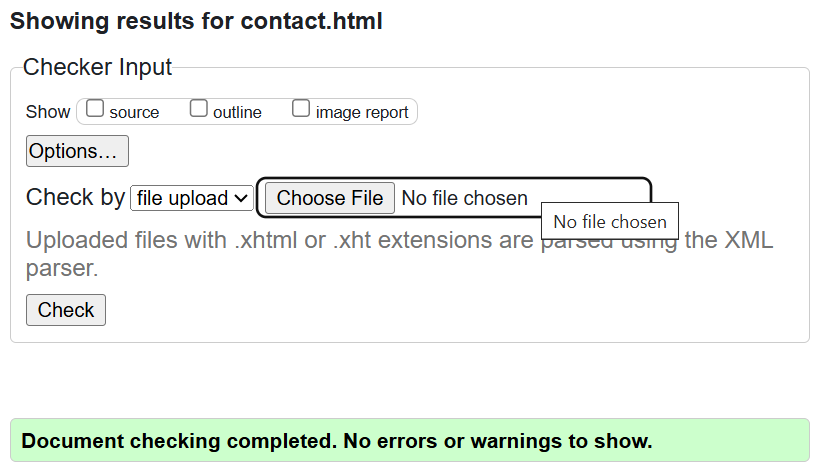 Showing results for contact.html
Checker Input
Show source outline image report
Options…
Check by file upload Choose File No file chosen
No file chosen
Uploaded files with .xhtml or .xht extensions are parsed using the XML
parser.
Check
Document checking completed. No errors or warnings to show.